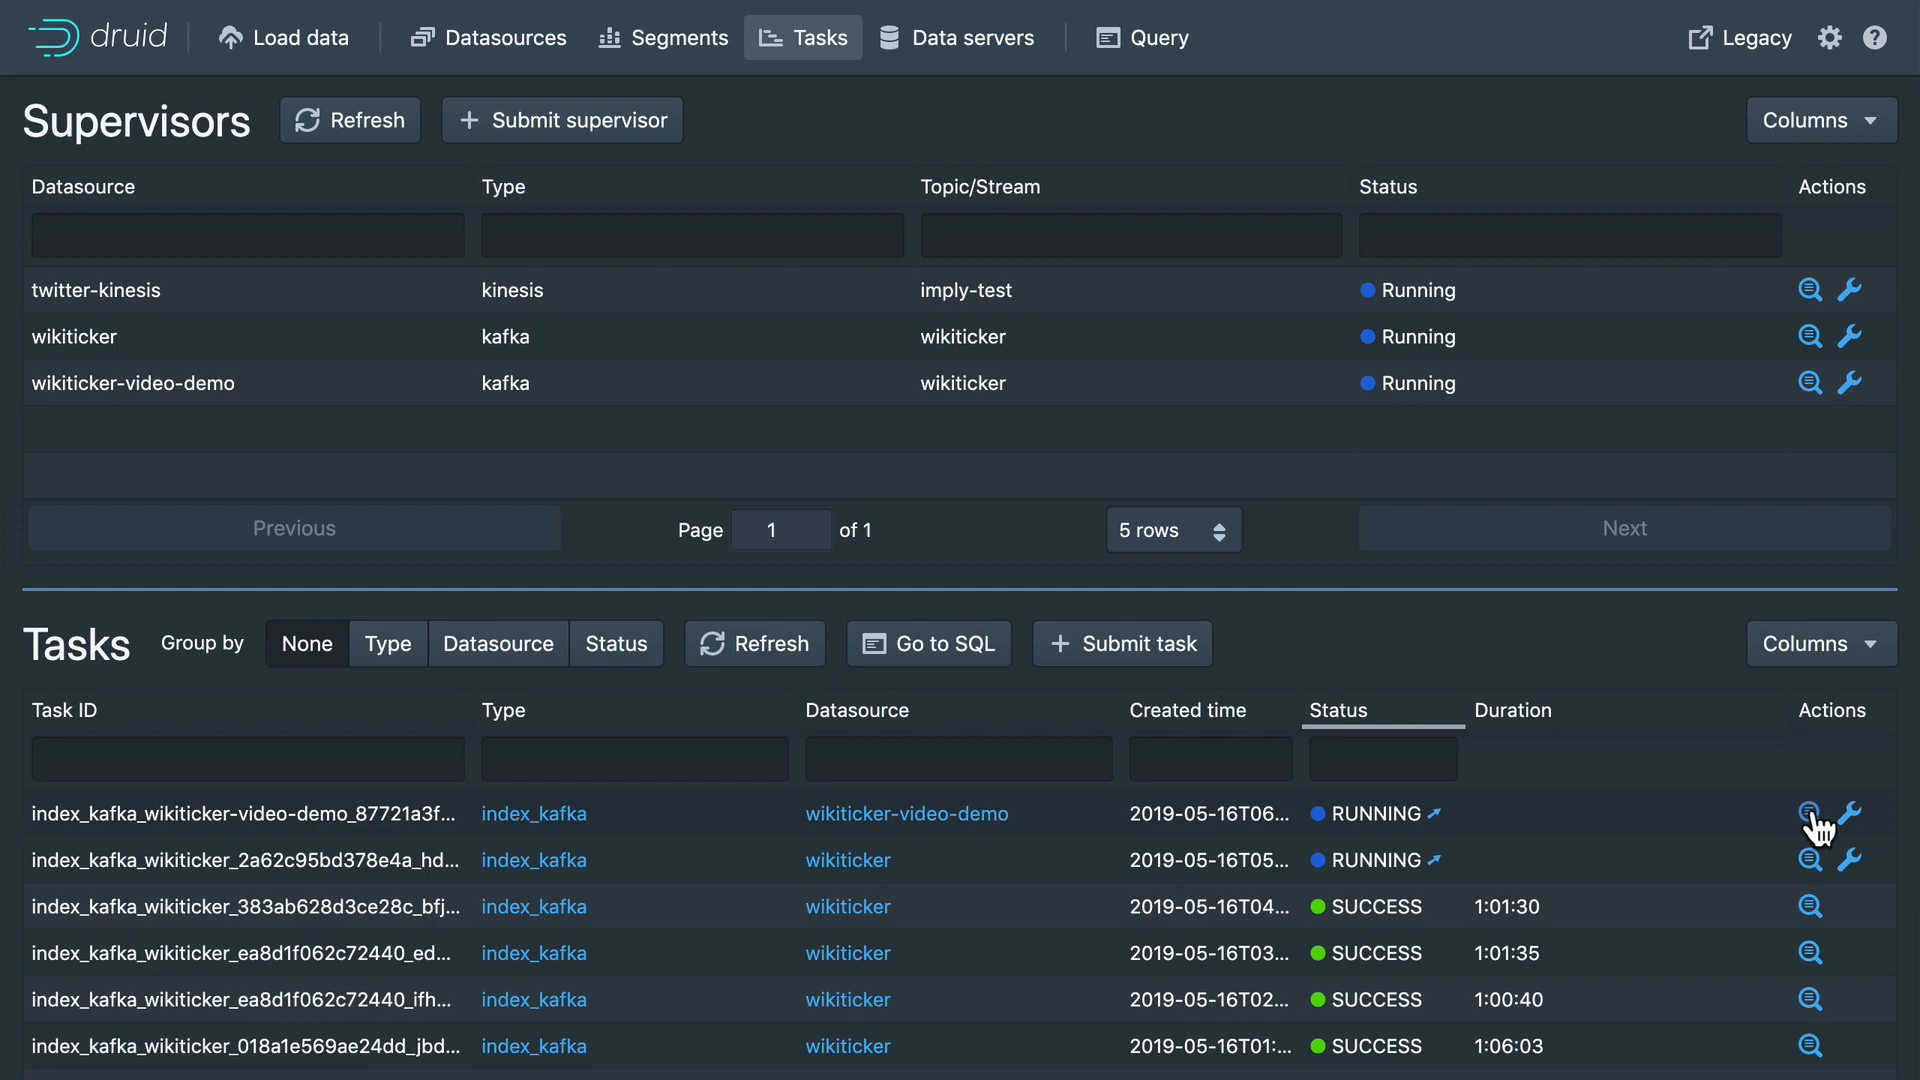 druid Load data Datasources Segments Tasks Data servers Query Legacy
Supervisors Refresh Submit supervisor Columns
Datasource Type Topic/Stream Status Actions
twitter-kinesis kinesis imply-test Running
wikiticker kafka wikiticker Running
wikiticker-video-demo kafka wikiticker Running
Previous Page 1 of 1 5 rows Next
Tasks Group by None Type Datasource Status Refresh Go to SQL Submit task Columns
Task ID Type Datasource Created time Status Duration Actions
index_kafka_wikiticker-video-demo_87721a3f... index_kafka wikiticker-video-demo 2019-05-16T06... RUNNING
index_kafka_wikiticker_2a62c95bd378e4a_hd... index_kafka wikiticker 2019-05-16T05... RUNNING
index_kafka_wikiticker_383ab628d3ce28c_bfj... index_kafka wikiticker 2019-05-16T04... SUCCESS 1:01:30
index_kafka_wikiticker_ea8d1f062c72440_ed... index_kafka wikiticker 2019-05-16T03... SUCCESS 1:01:35
index_kafka_wikiticker_ea8d1f062c72440_ifh... index_kafka wikiticker 2019-05-16T02... SUCCESS 1:00:40
index_kafka_wikiticker_018a1e569ae24dd_jbd... index_kafka wikiticker 2019-05-16T01:... SUCCESS 1:06:03